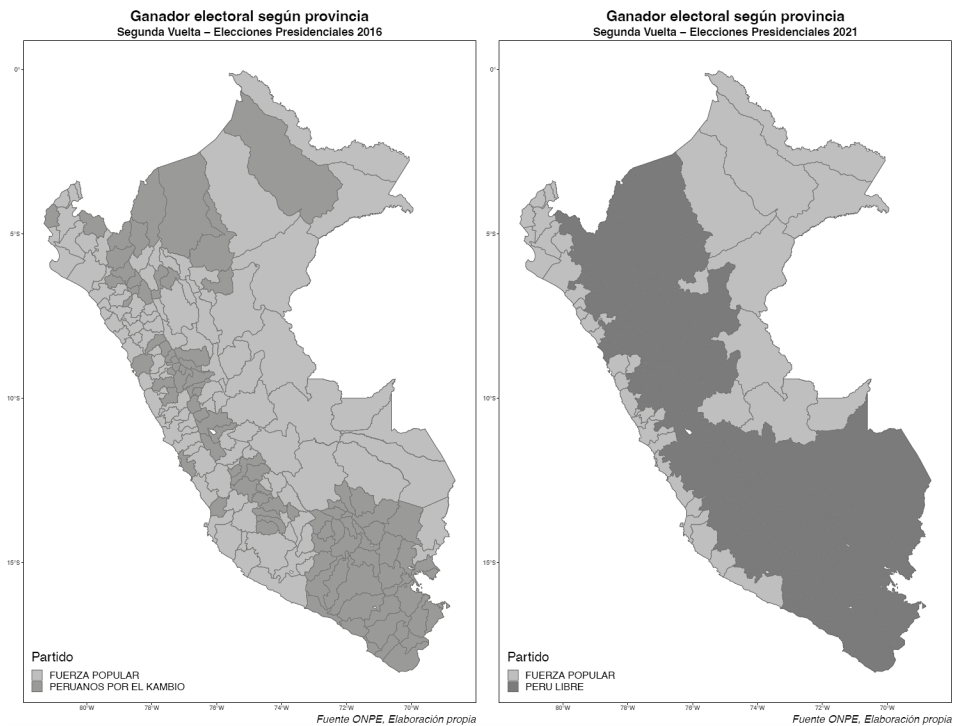 Ganador electoral según provincia
Segunda Vuelta – Elecciones Presidenciales 2016
0°
5°S
10°S
15°S
80°W
78°W
76°W
74°W
72°W
70°W
Partido
FUERZA POPULAR
PERUANOS POR EL KAMBIO
Fuente ONPE, Elaboración propia
Ganador electoral según provincia
Segunda Vuelta – Elecciones Presidenciales 2021
0°
5°S
10°S
15°S
80°W
78°W
76°W
74°W
72°W
70°W
Partido
FUERZA POPULAR
PERU LIBRE
Fuente ONPE, Elaboración propia